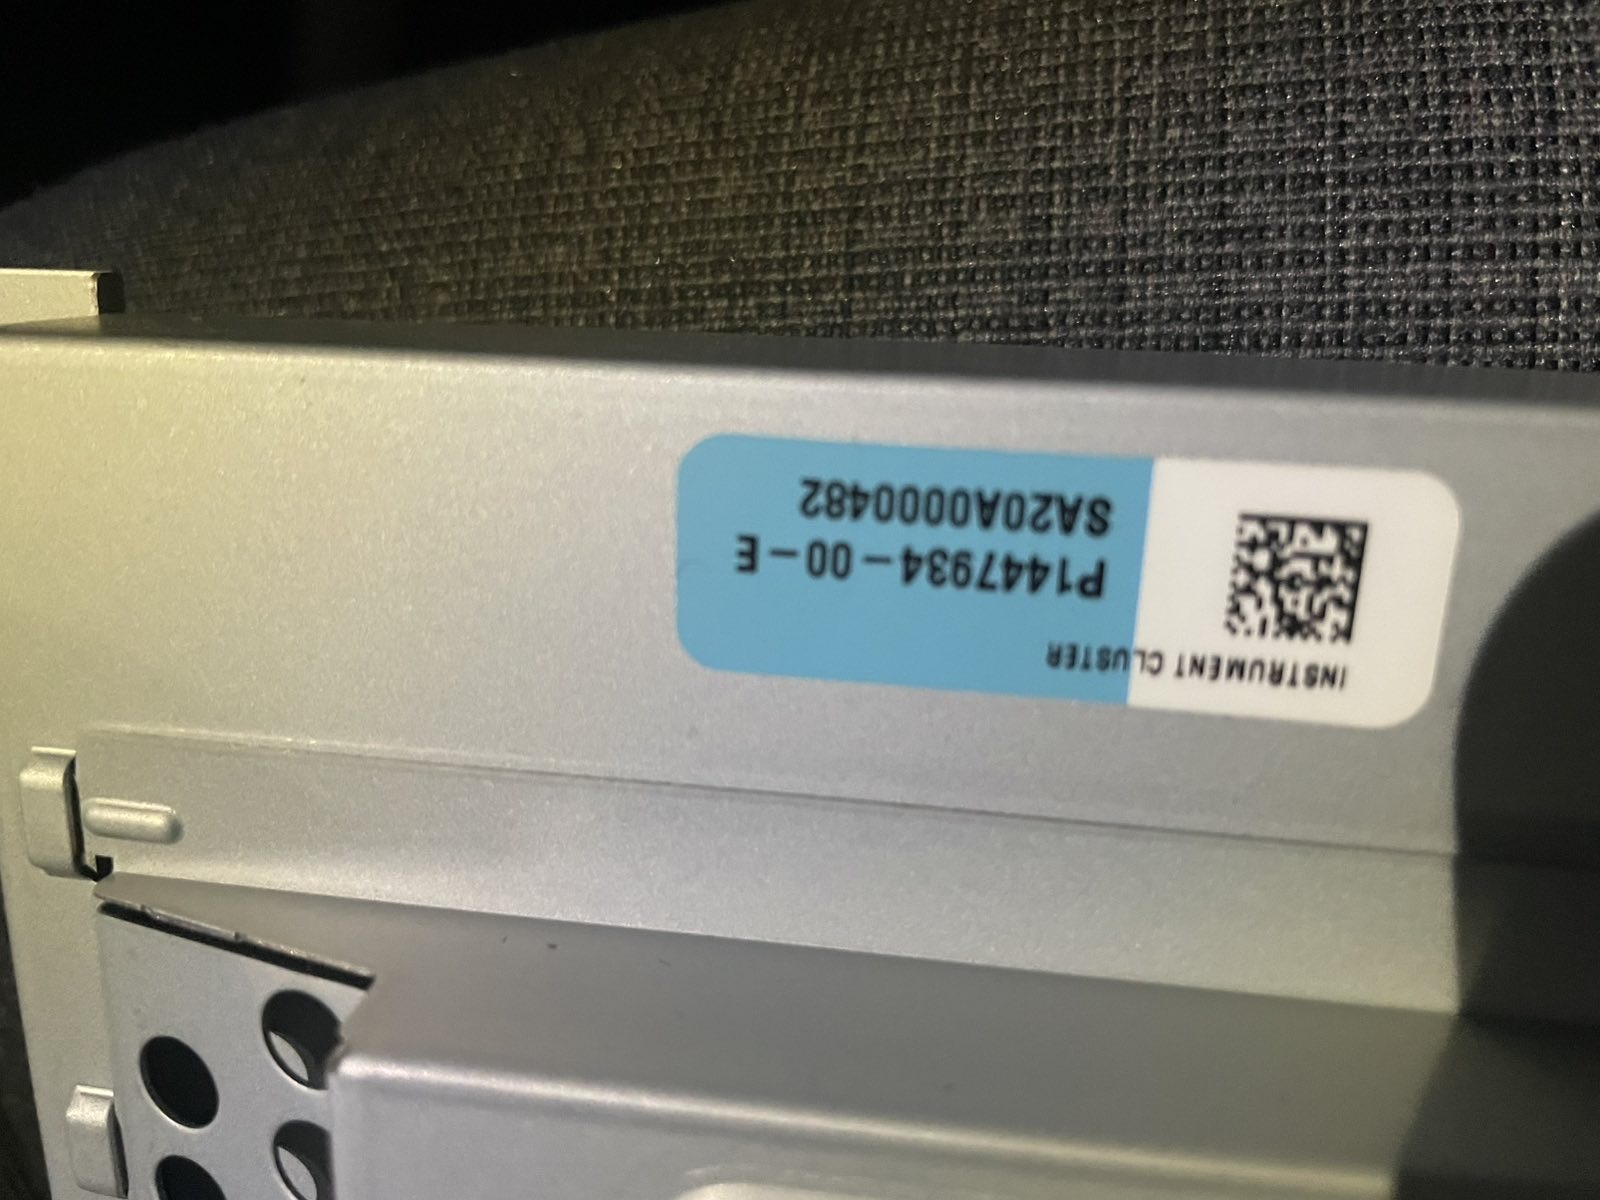 INSTRUMENT CLUSTER
P1447934-00-E
SA20A0000482